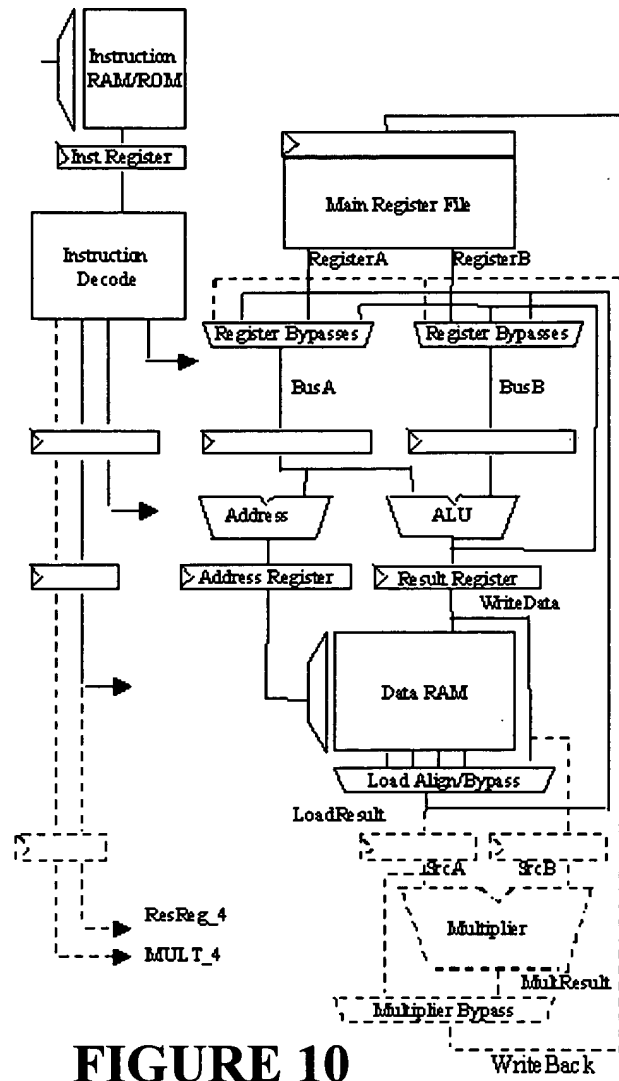 Instruction
RAM/ROM
Inst Register
Main Register File
Instruction
Decode
RegisterA
RegisterB
Register Bypasses
Register Bypasses
BusA
BusB
Address
ALU
Address Register
Result Register
WriteData
Data RAM
Load Align/Bypass
LoadResult
SrcA
SrcB
Multiplier
ResReg_4
MULT_4
MultResult
Multiplier Bypass
FIGURE 10
WriteBack